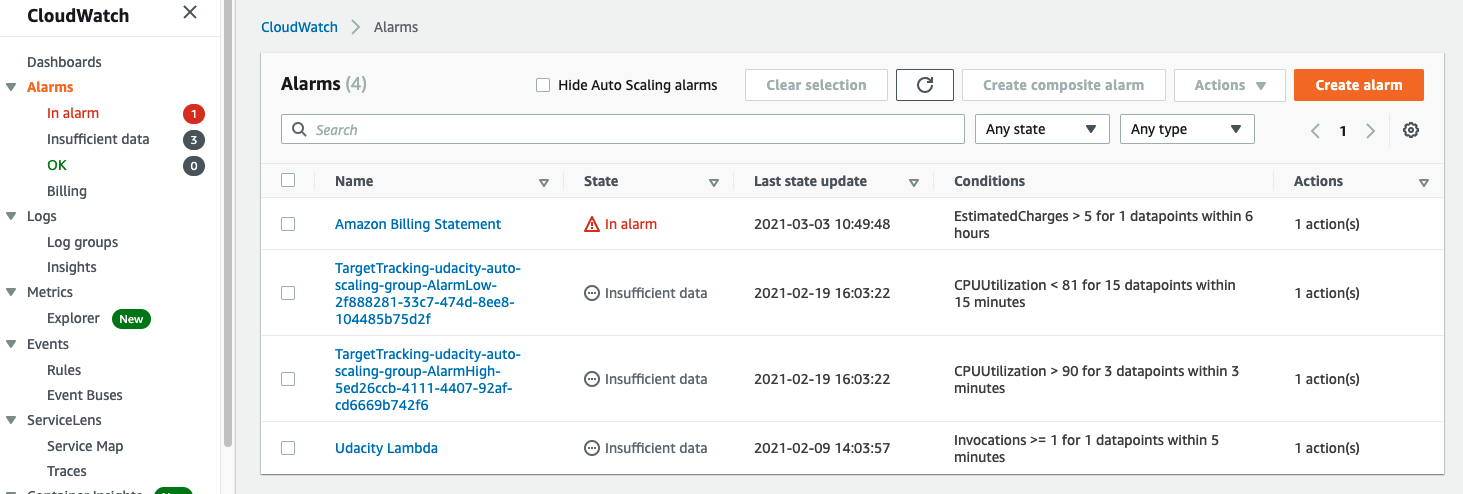 CloudWatch
Dashboards
Alarms
In alarm 1
Insufficient data 3
OK 0
Billing
Logs
Log groups
Insights
Metrics
Explorer New
Events
Rules
Event Buses
ServiceLens
Service Map
Traces
CloudWatch > Alarms
Alarms (4)
Hide Auto Scaling alarms
Clear selection
Create composite alarm
Actions
Create alarm
Search
Any state
Any type
1
Name State Last state update Conditions Actions
Amazon Billing Statement
In alarm
2021-03-03 10:49:48
EstimatedCharges > 5 for 1 datapoints within 6
hours
1 action(s)
TargetTracking-udacity-auto-
scaling-group-AlarmLow-
2f888281-33c7-474d-8ee8-
104485b75d2f
Insufficient data
2021-02-19 16:03:22
CPUUtilization < 81 for 15 datapoints within
15 minutes
1 action(s)
TargetTracking-udacity-auto-
scaling-group-AlarmHigh-
5ed26ccb-4111-4407-92af-
cd6669b742f6
Insufficient data
2021-02-19 16:03:22
CPUUtilization > 90 for 3 datapoints within 3
minutes
1 action(s)
Udacity Lambda
Insufficient data
2021-02-09 14:03:57
Invocations >= 1 for 1 datapoints within 5
minutes
1 action(s)